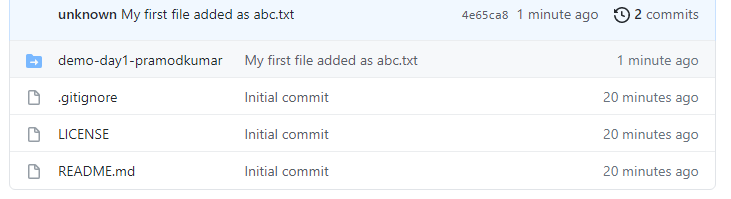 unknown My first file added as abc.txt 4e65ca8 1 minute ago 2 commits
demo-day1-pramodkumar My first file added as abc.txt 1 minute ago
.gitignore Initial commit 20 minutes ago
LICENSE Initial commit 20 minutes ago
README.md Initial commit 20 minutes ago